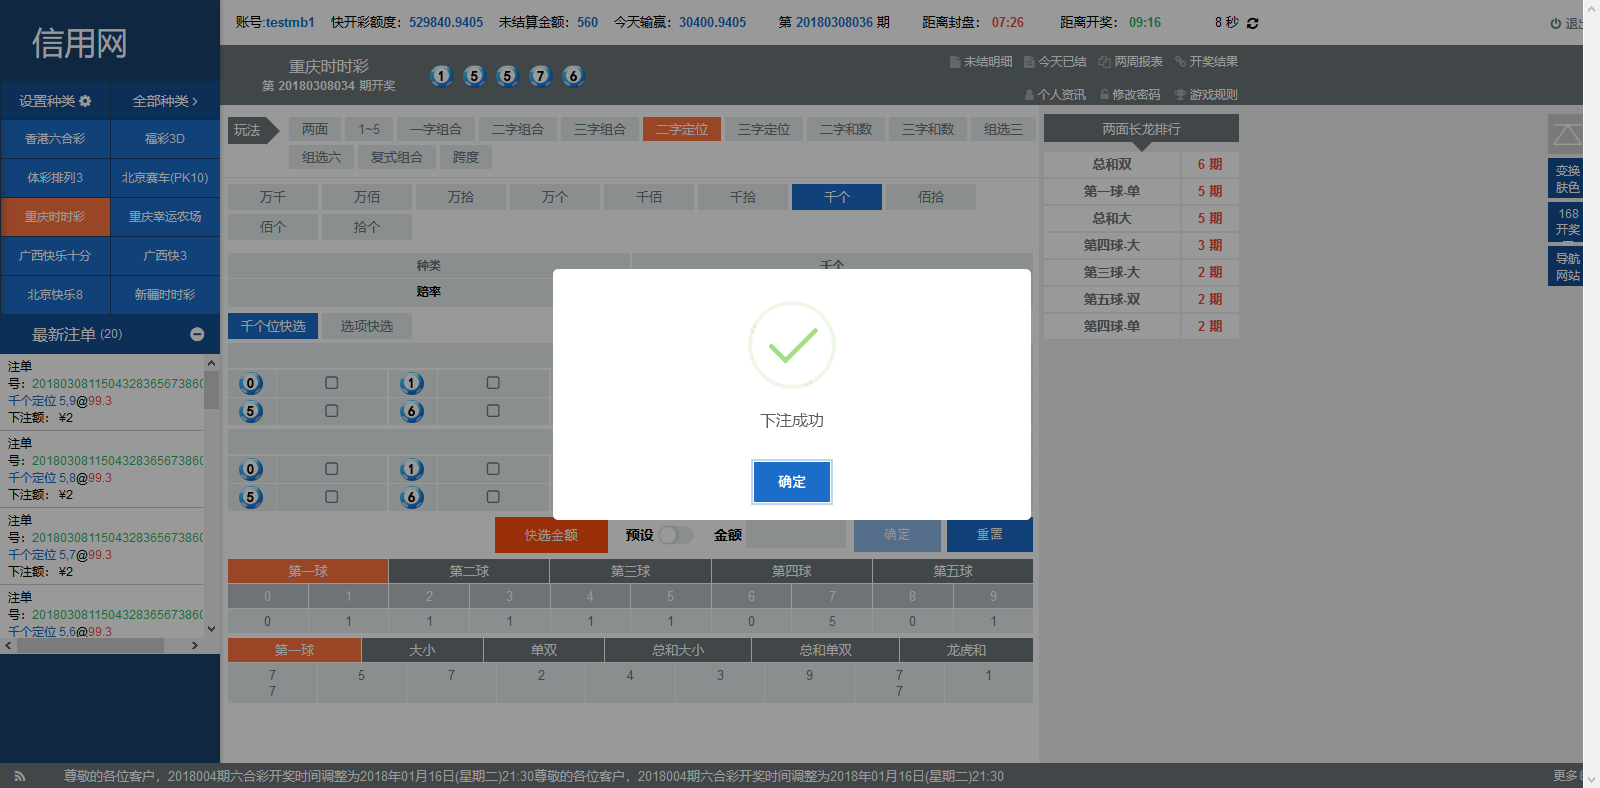 信用网
账号:testmb1 快开彩额度：529840.9405 未结算金额：560 今天输赢：30400.9405 第 20180308036 期 距离封盘：07:26 距离开奖：09:16 8 秒
重庆时时彩
第 20180308034 期开奖
1 5 5 7 6
未结明细 今天已结 两周报表 开奖结果
个人资讯 修改密码 游戏规则
设置种类 全部种类
香港六合彩 福彩3D
体彩排列3 北京赛车(PK10)
重庆时时彩 重庆幸运农场
广西快乐十分 广西快3
北京快乐8 新疆时时彩
最新注单 (20)
注单
号：2018030811504328365673860
千个定位 5,9@99.3
下注额： ¥2
注单
号：2018030811504328365673860
千个定位 5,8@99.3
下注额： ¥2
注单
号：2018030811504328365673860
千个定位 5,7@99.3
下注额： ¥2
注单
号：2018030811504328365673860
千个定位 5,6@99.3
玩法 两面 1~5 一字组合 二字组合 三字组合 二字定位 三字定位 二字和数 三字和数 组选三
组选六 复式组合 跨度
万千 万佰 万拾 万个 千佰 千拾 千个 佰拾
佰个 拾个
种类 千个
赔率
千个位快选 选项快选
0 1
5 6
0 1
5 6
下注成功
确定
快选金额 预设 金额 确定 重置
第一球 第二球 第三球 第四球 第五球
0 1 2 3 4 5 6 7 8 9
0 1 1 1 1 1 0 5 0 1
第一球 大小 单双 总和大小 总和单双 龙虎和
7 5 7 2 4 3 9 7 1
7 7
两面长龙排行
总和双 6 期
第一球-单 5 期
总和大 5 期
第四球-大 3 期
第三球-大 2 期
第五球-双 2 期
第四球-单 2 期
变换
肤色
168
开奖
导航
网站
尊敬的各位客户，2018004期六合彩开奖时间调整为2018年01月16日(星期二)21:30尊敬的各位客户，2018004期六合彩开奖时间调整为2018年01月16日(星期二)21:30
更多